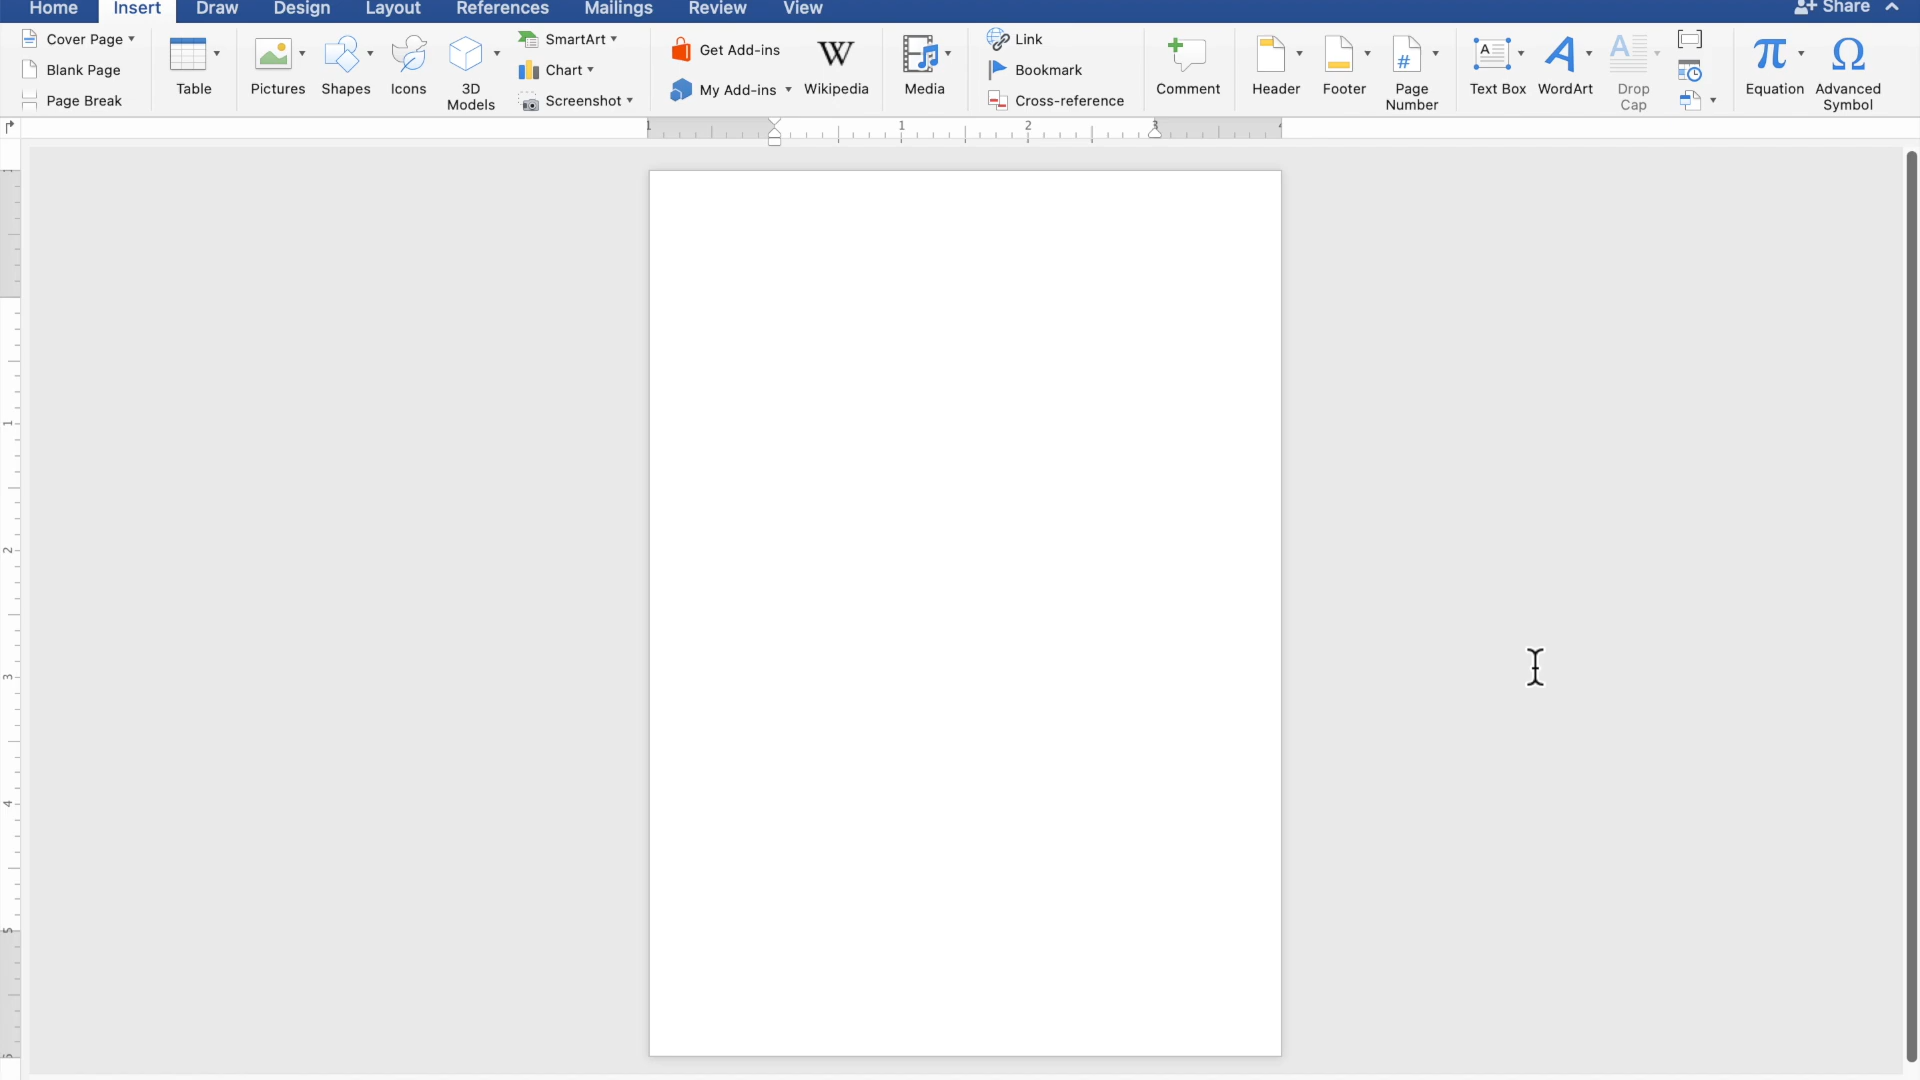 Home Insert Draw Design Layout References Mailings Review View Share
Cover Page
Blank Page
Page Break
Table
Pictures
Shapes
Icons
3D
Models
SmartArt
Chart
Screenshot
Get Add-ins
My Add-ins
W
Wikipedia
Media
Link
Bookmark
Cross-reference
Comment
Header
Footer
#
Page
Number
A
Text Box
A
WordArt
A
Drop
Cap
π
Equation
Ω
Advanced
Symbol
1 1 2 3
1
2
3
4
5